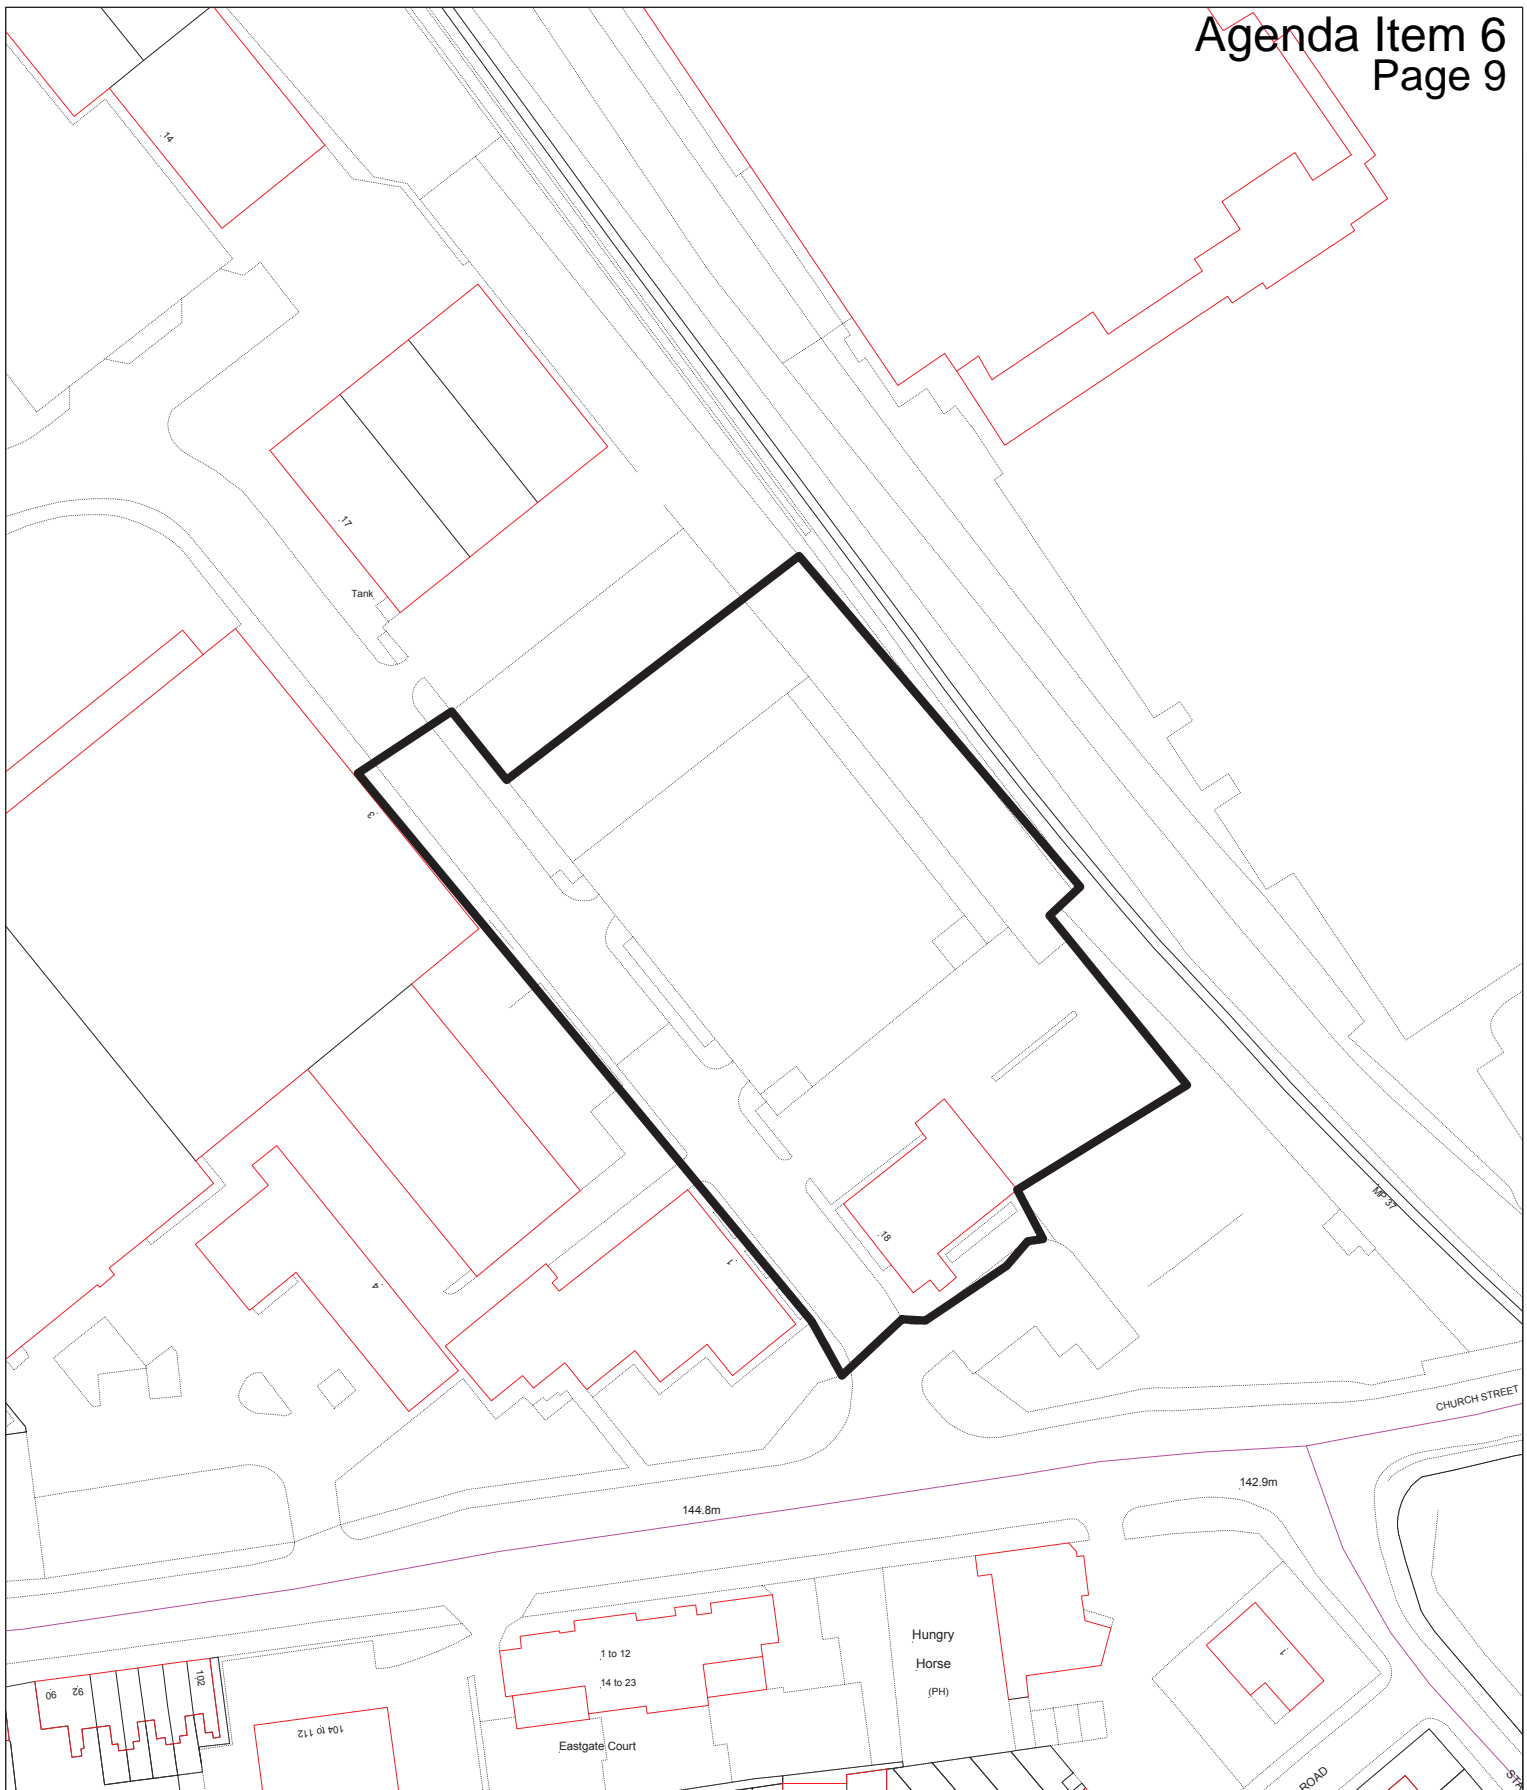 Agenda Item 6
Page 9
14
17
Tank
3
18
1
4
MP 37
CHURCH STREET
142.9m
144.8m
Hungry
Horse
(PH)
1 to 12
14 to 23
Eastgate Court
90
92
102
104 to 112
1
ROAD